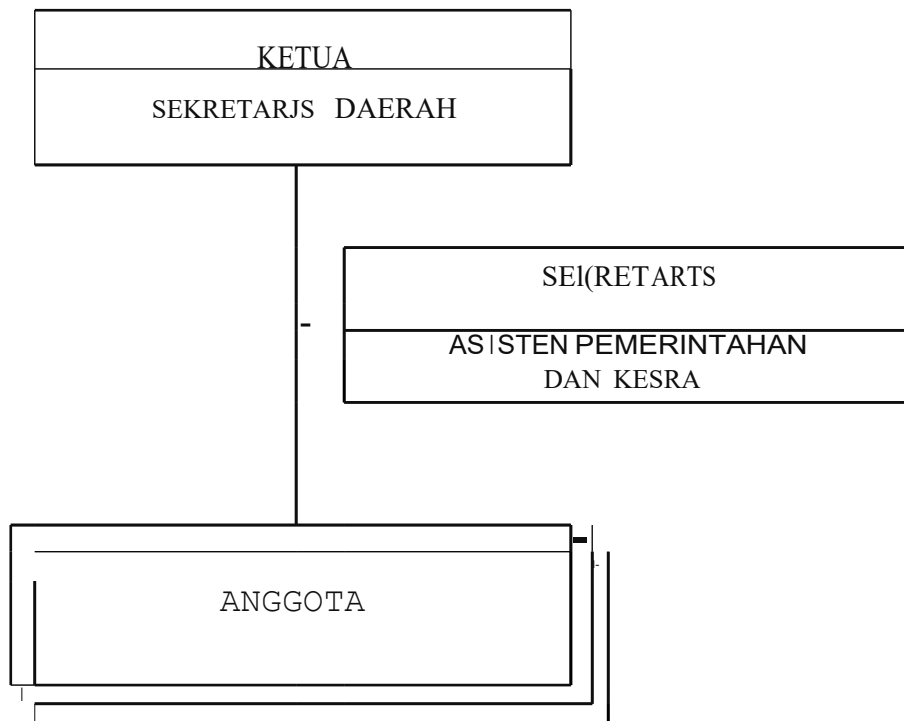 KETUA
SEKRETARJS DAERAH
SEl(RETARTS
AS|STEN PEMERINTAHAN
DAN KESRA
ANGGOTA